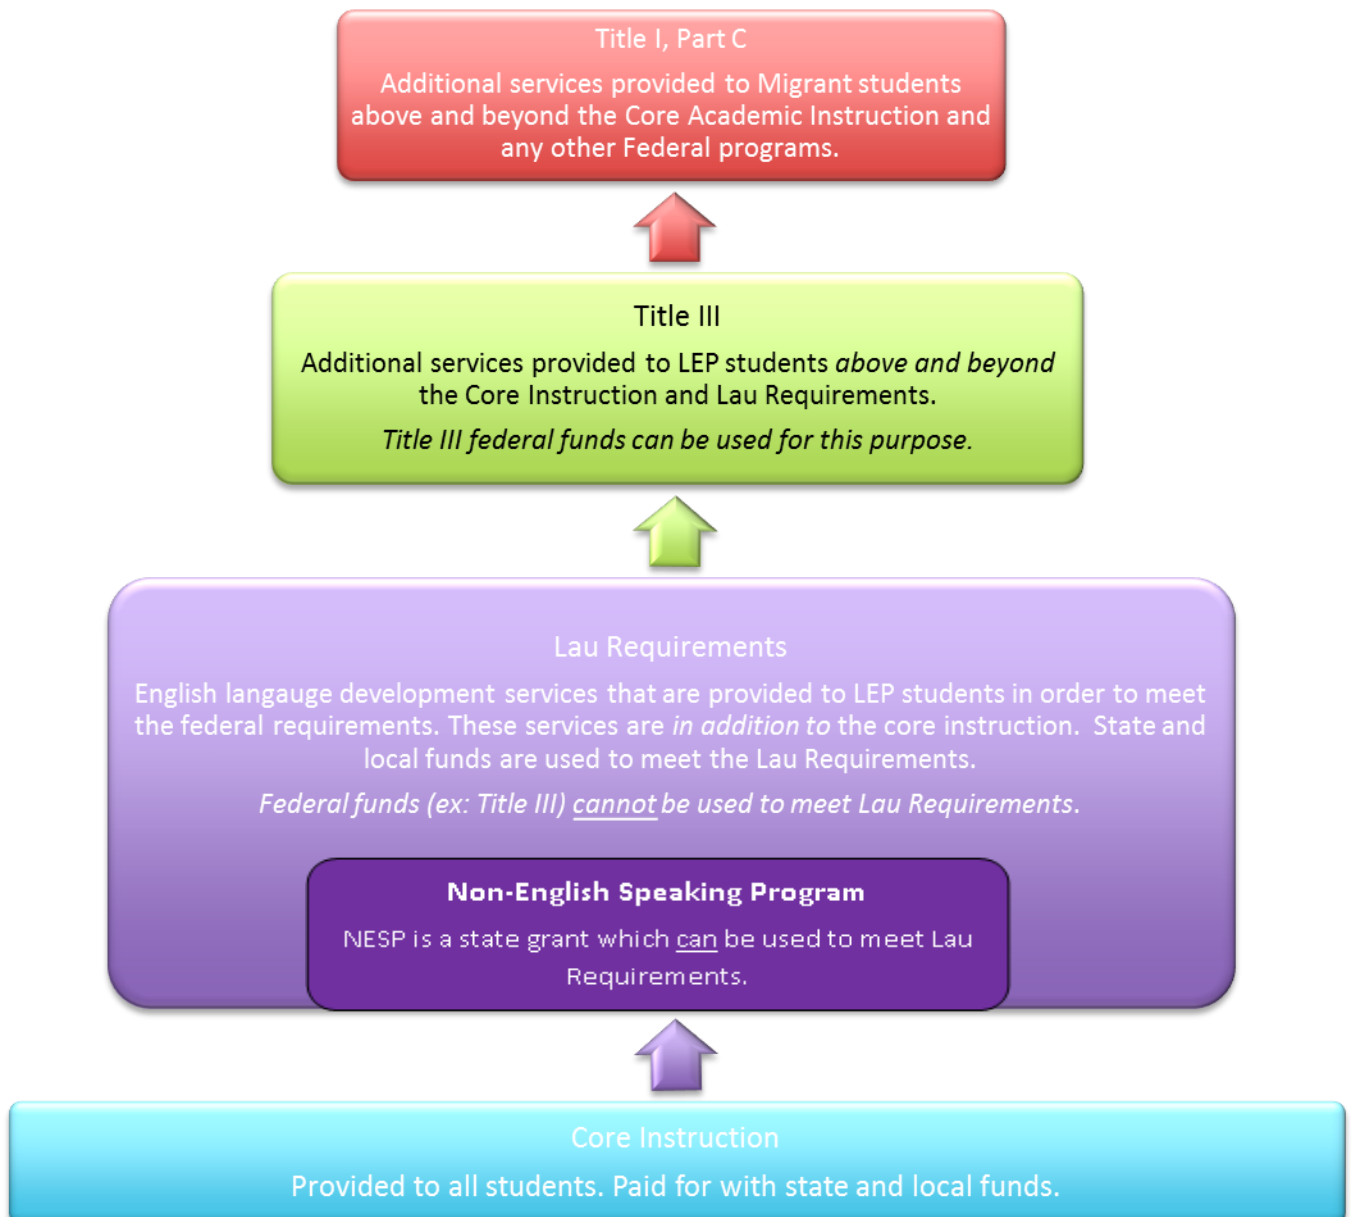 Title I, Part C
Additional services provided to Migrant students
above and beyond the Core Academic Instruction and
any other Federal programs.
Title III
Additional services provided to LEP students above and beyond
the Core Instruction and Lau Requirements.
Title III federal funds can be used for this purpose.
Lau Requirements
English langauge development services that are provided to LEP students in order to meet
the federal requirements. These services are in addition to the core instruction.  State and
local funds are used to meet the Lau Requirements.
Federal funds (ex: Title III) cannot be used to meet Lau Requirements.
Non-English Speaking Program
NESP is a state grant which can be used to meet Lau
Requirements.
Core Instruction
Provided to all students. Paid for with state and local funds.